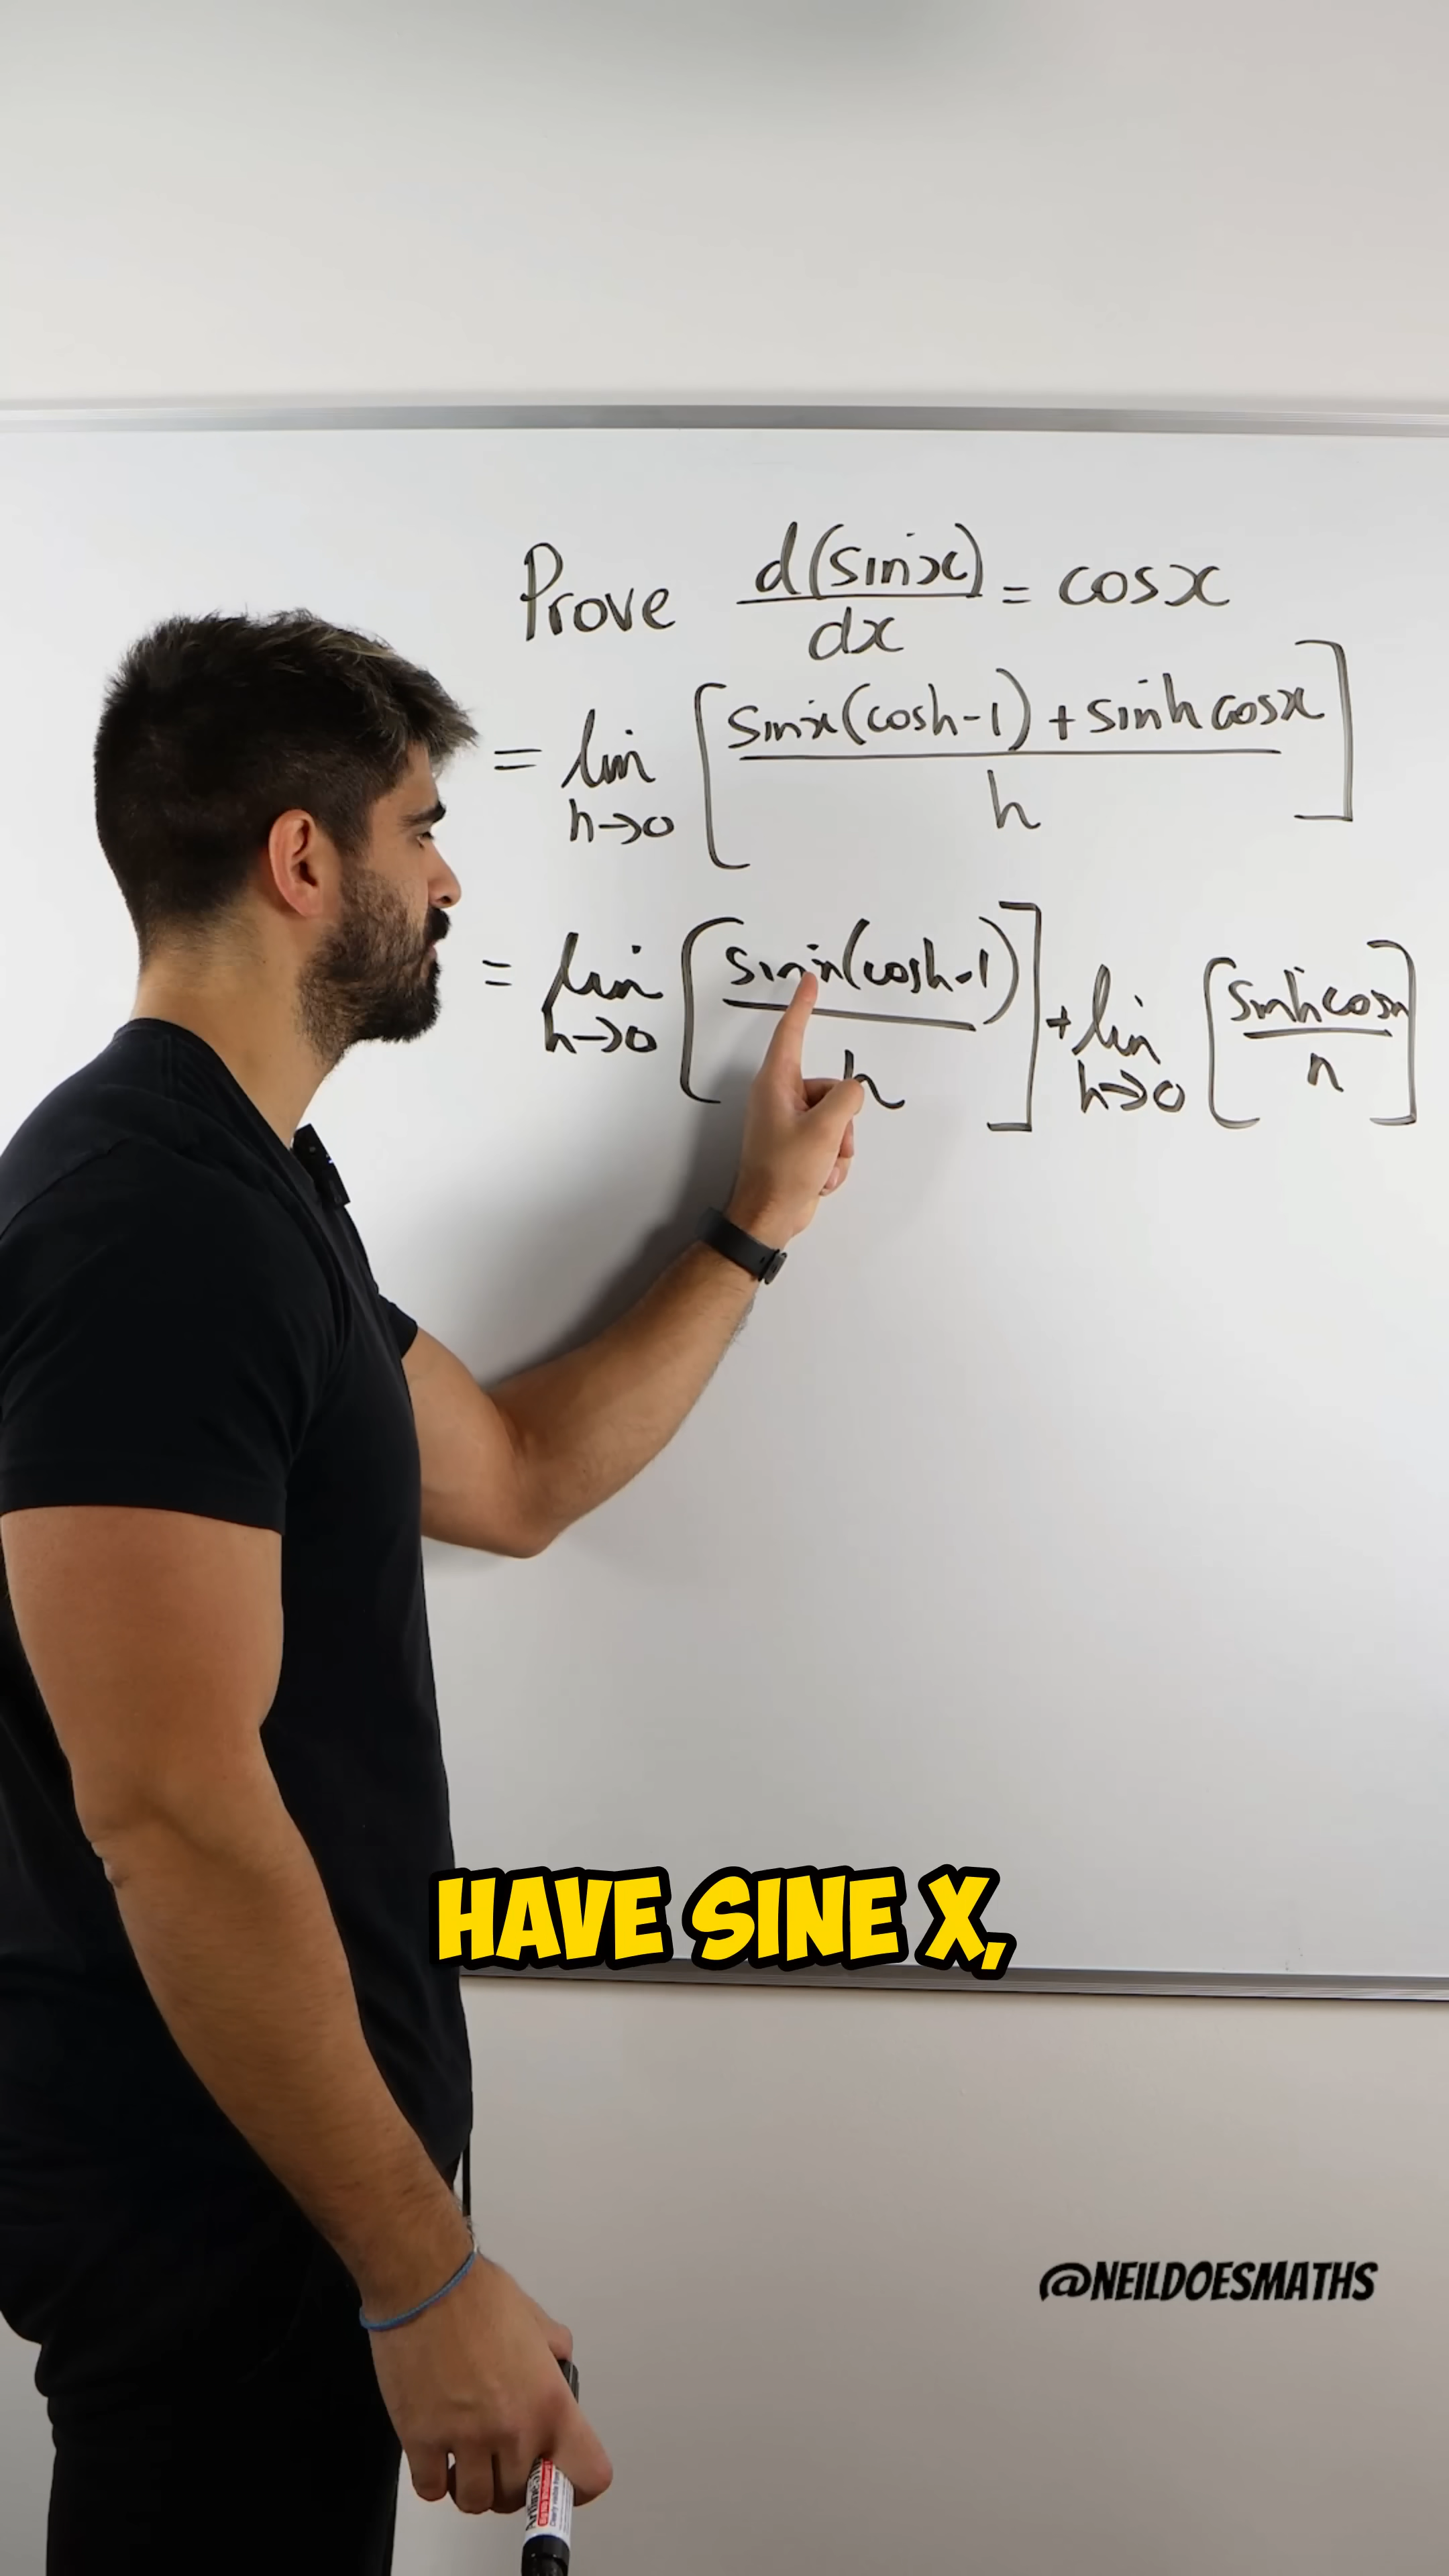 Prove d(sinx)/dx = cosx
= lim h→0 [sinx(cosh-1) + sinh cosx / h]
= lim h→0 [sinx(cosh-1) / h] + lim h→0 [sinh cosx / h]
HAVE SINE X,
@NEILDOESMATHS